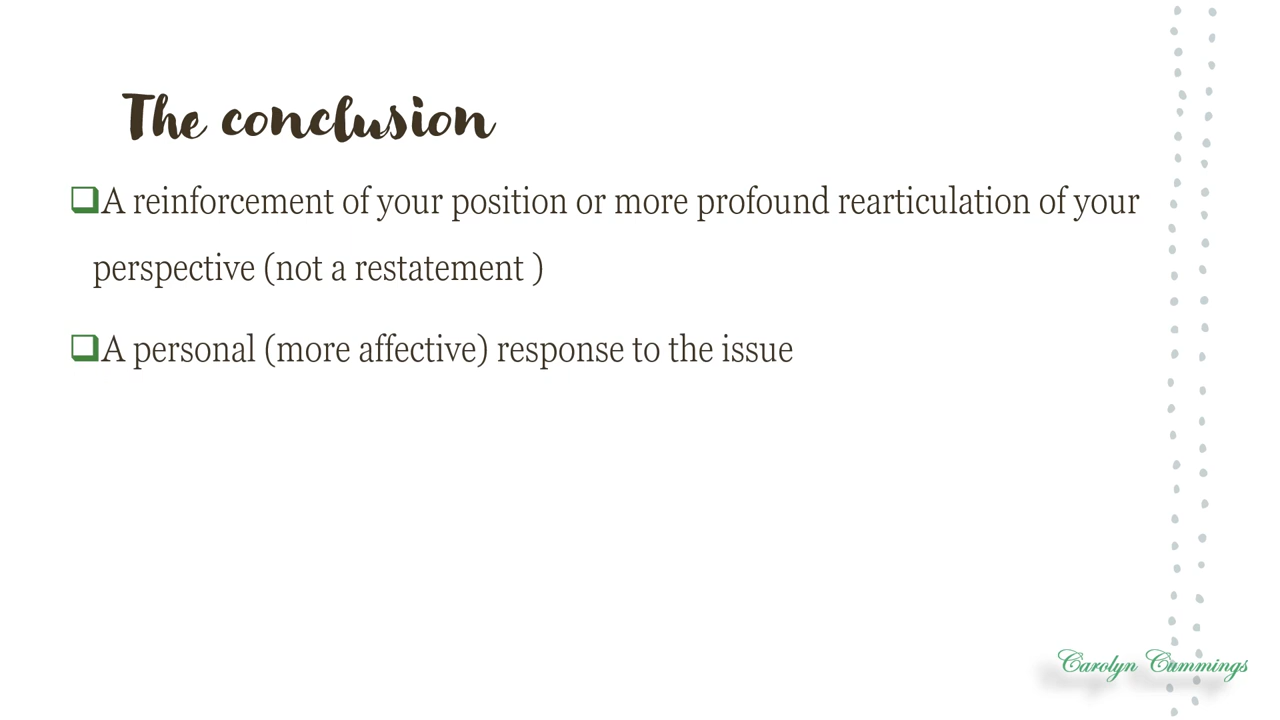 The conclusion
❑A reinforcement of your position or more profound rearticulation of your
perspective (not a restatement )
❑A personal (more affective) response to the issue
Carolyn Cummings